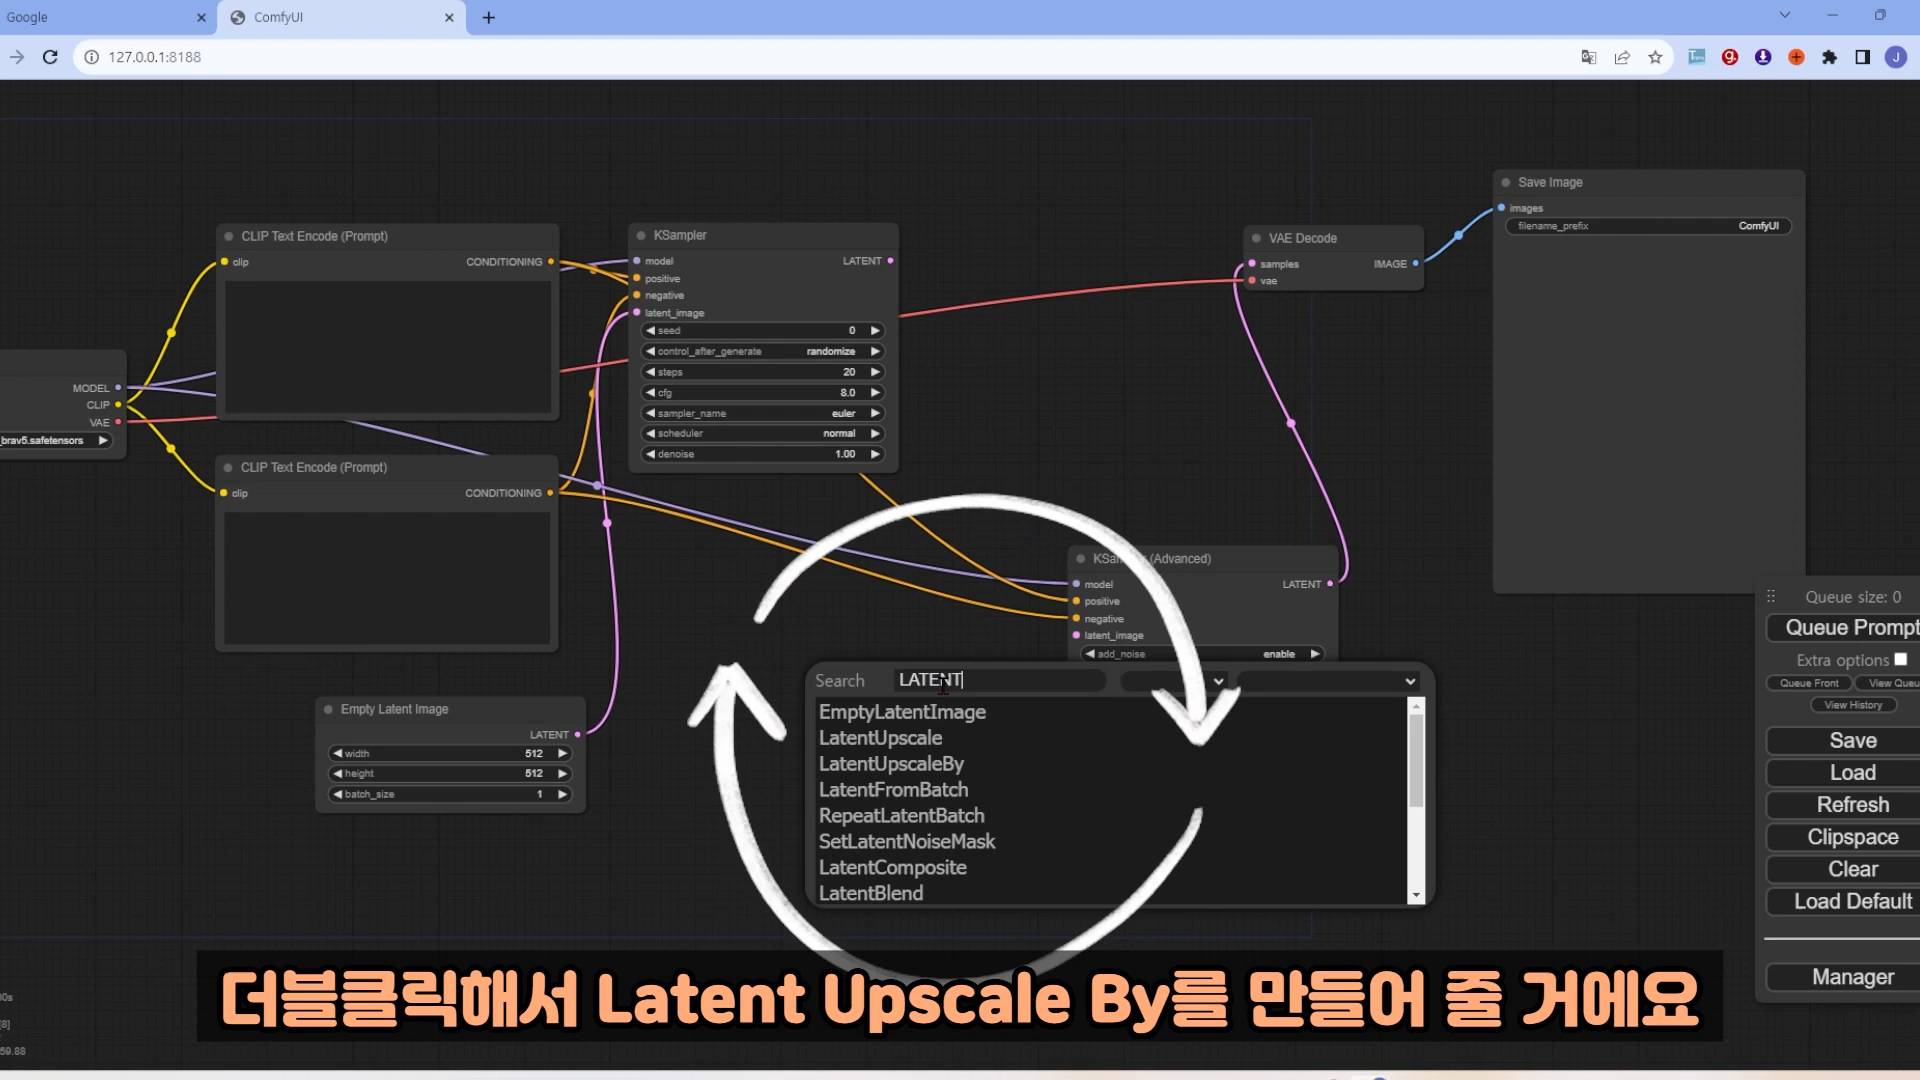 Google
ComfyUI
127.0.0.1:8188
J
Save Image
images
filename_prefix ComfyUI
CLIP Text Encode (Prompt)
clip CONDITIONING
KSampler
model LATENT
positive
negative
latent_image
seed 0
control_after_generate randomize
steps 20
cfg 8.0
sampler_name euler
scheduler normal
denoise 1.00
VAE Decode
samples IMAGE
vae
MODEL
CLIP
VAE
_brav5.safetensors
CLIP Text Encode (Prompt)
clip CONDITIONING
(Advanced)
model LATENT
positive
negative
latent_image
add_noise enable
Empty Latent Image
LATENT
width 512
height 512
batch_size 1
Search LATENT
EmptyLatentImage
LatentUpscale
LatentUpscaleBy
LatentFromBatch
RepeatLatentBatch
SetLatentNoiseMask
LatentComposite
LatentBlend
Queue size: 0
Queue Prompt
Extra options
Queue Front View Queu
View History
Save
Load
Refresh
Clipspace
Clear
Load Default
Manager
더블클릭해서 Latent Upscale By를 만들어 줄 거에요